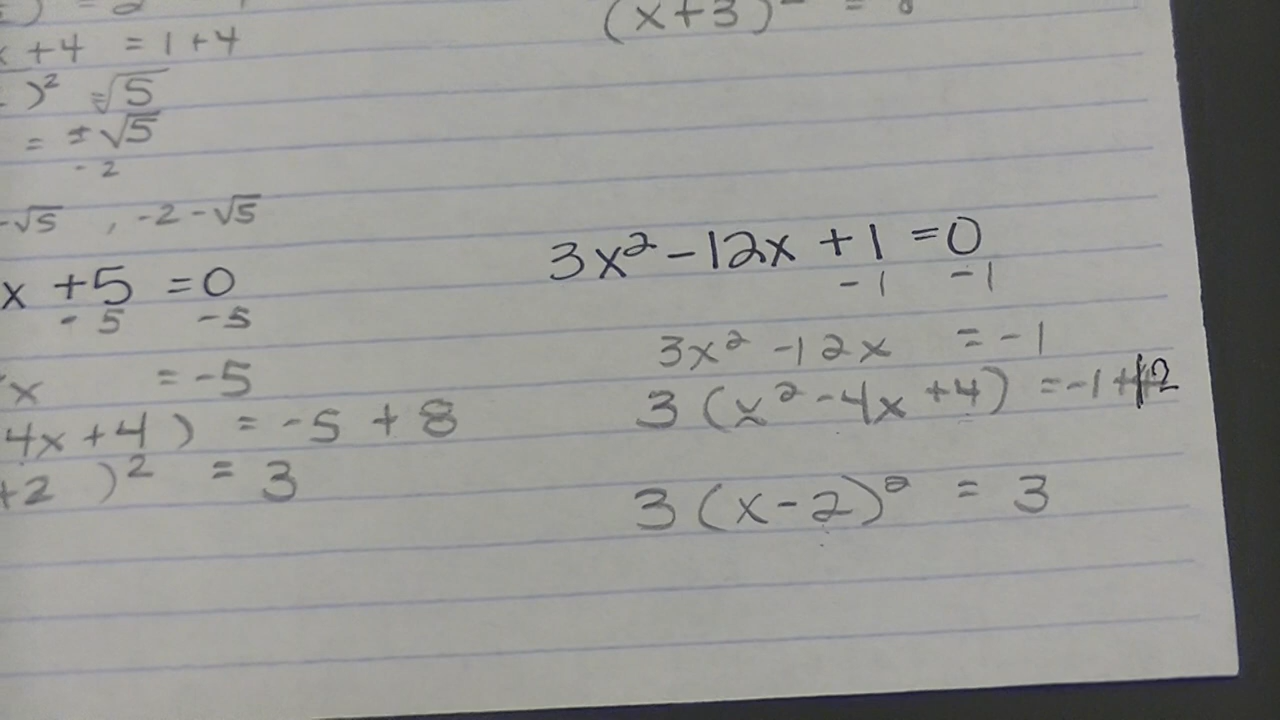 x + 4 = 1 + 4
)² = √5
= ± √5
- 2
-√5 , -2 - √5
x + 5 = 0
- 5 - 5
x = -5
4x + 4 ) = -5 + 8
+2 )² = 3
(x+3)
3x² - 12x + 1 = 0
- 1 - 1
3x² - 12x = -1
3 (x² - 4x + 4) = -1 + 12
3 (x - 2)² = 3